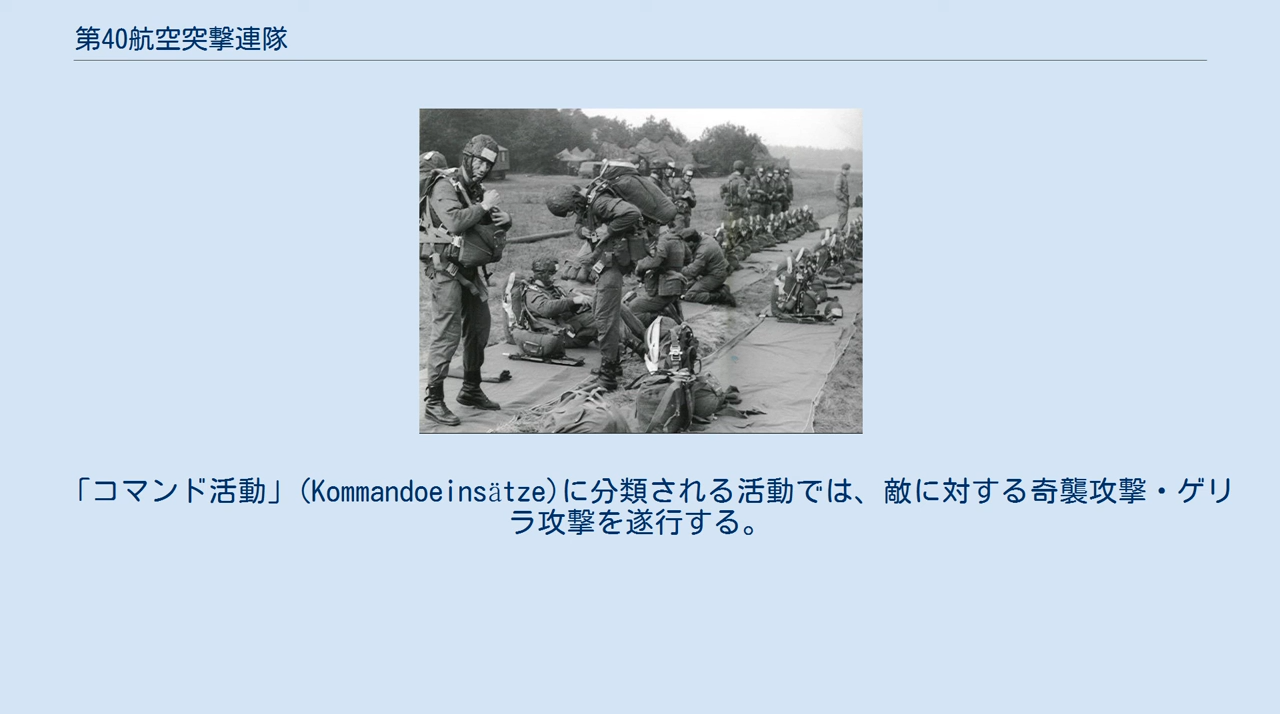 第40航空突撃連隊
「コマンド活動」(Kommandoeinsätze)に分類される活動では、敵に対する奇襲攻撃・ゲリ
ラ攻撃を遂行する。